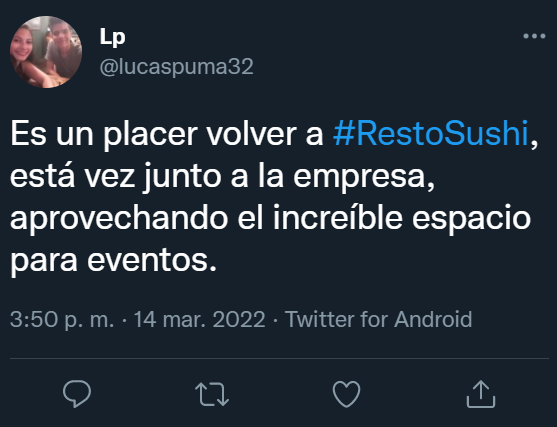 Lp
@lucaspuma32
Es un placer volver a #RestoSushi,
está vez junto a la empresa,
aprovechando el increíble espacio
para eventos.
3:50 p. m. · 14 mar. 2022 · Twitter for Android